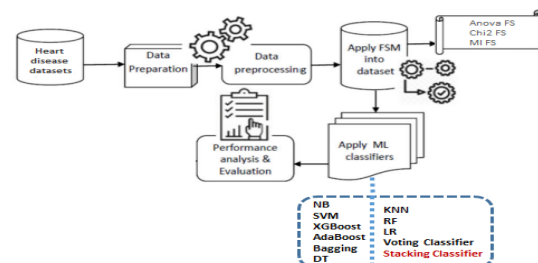 Heart
disease
datasets
Data
Preparation
Data
preprocessing
Apply FSM
into
dataset
Anova FS
Chi2 FS
MI FS
Performance
analysis &
Evaluation
Apply ML
classifiers
NB
SVM
XGBoost
AdaBoost
Bagging
DT
KNN
RF
LR
Voting Classifier
Stacking Classifier